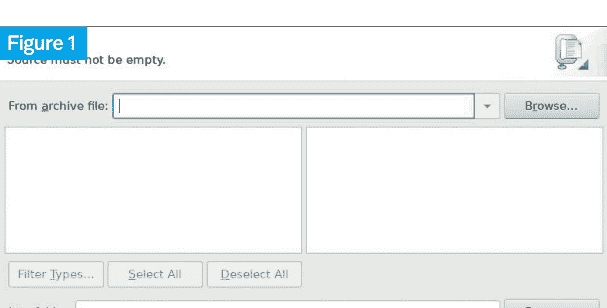 Figure 1
Source must not be empty.
From archive file:
Browse...
Filter Types...
Select All
Deselect All